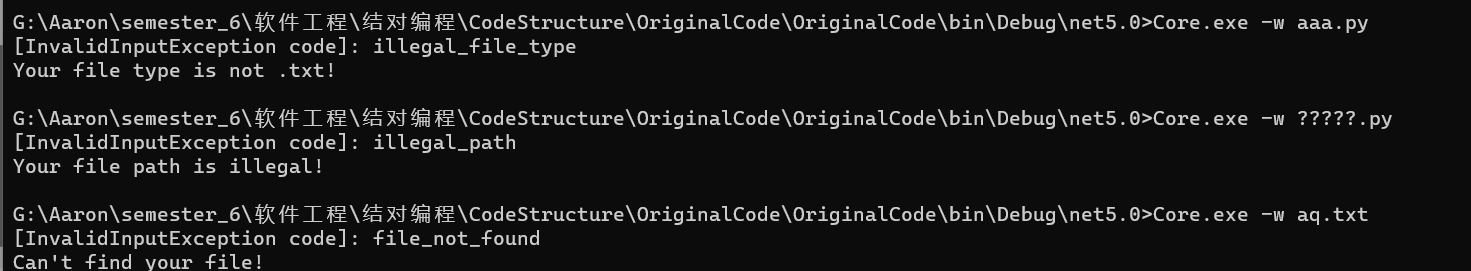 G:\Aaron\semester_6\软件工程\结对编程\CodeStructure\OriginalCode\OriginalCode\bin\Debug\net5.0>Core.exe -w aaa.py
[InvalidInputException code]: illegal_file_type
Your file type is not .txt!
G:\Aaron\semester_6\软件工程\结对编程\CodeStructure\OriginalCode\OriginalCode\bin\Debug\net5.0>Core.exe -w ?????.py
[InvalidInputException code]: illegal_path
Your file path is illegal!
G:\Aaron\semester_6\软件工程\结对编程\CodeStructure\OriginalCode\OriginalCode\bin\Debug\net5.0>Core.exe -w aq.txt
[InvalidInputException code]: file_not_found
Can't find your file!